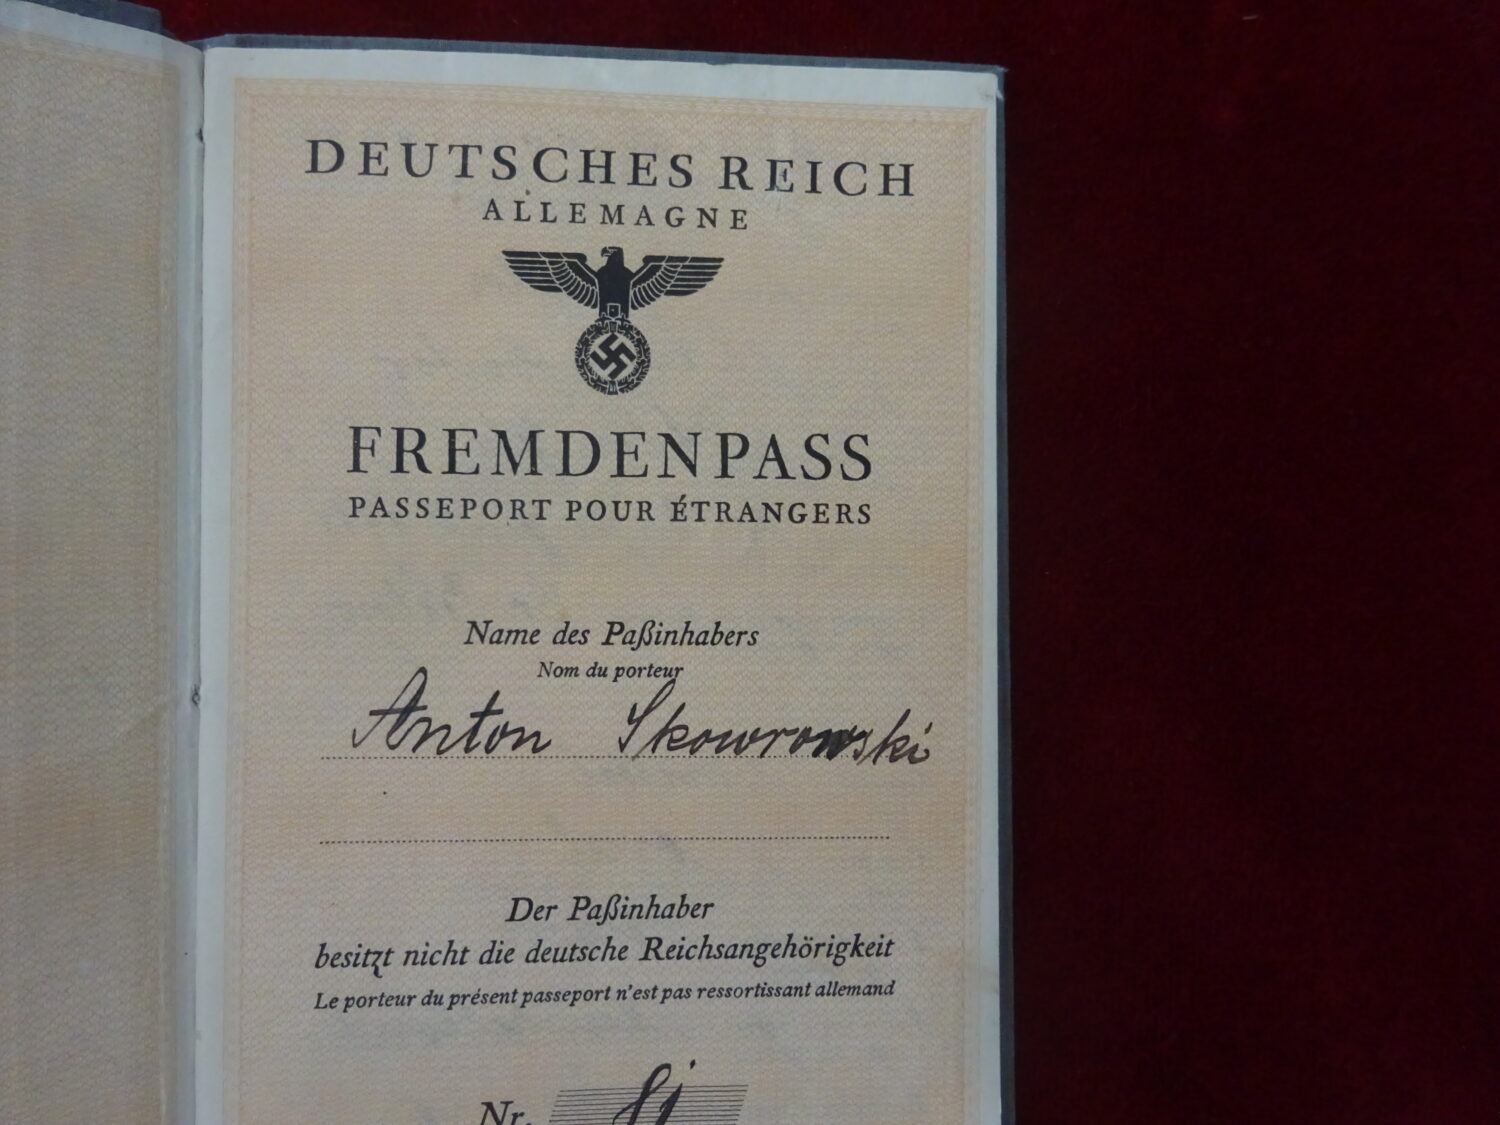 DEUTSCHES REICH
ALLEMAGNE
FREMDENPASS
PASSEPORT POUR ÉTRANGERS
Name des Paßinhabers
Nom du porteur
Anton Skowrowski
Der Paßinhaber
besitzt nicht die deutsche Reichsangehörigkeit
Le porteur du présent passeport n'est pas ressortissant allemand
Nr.